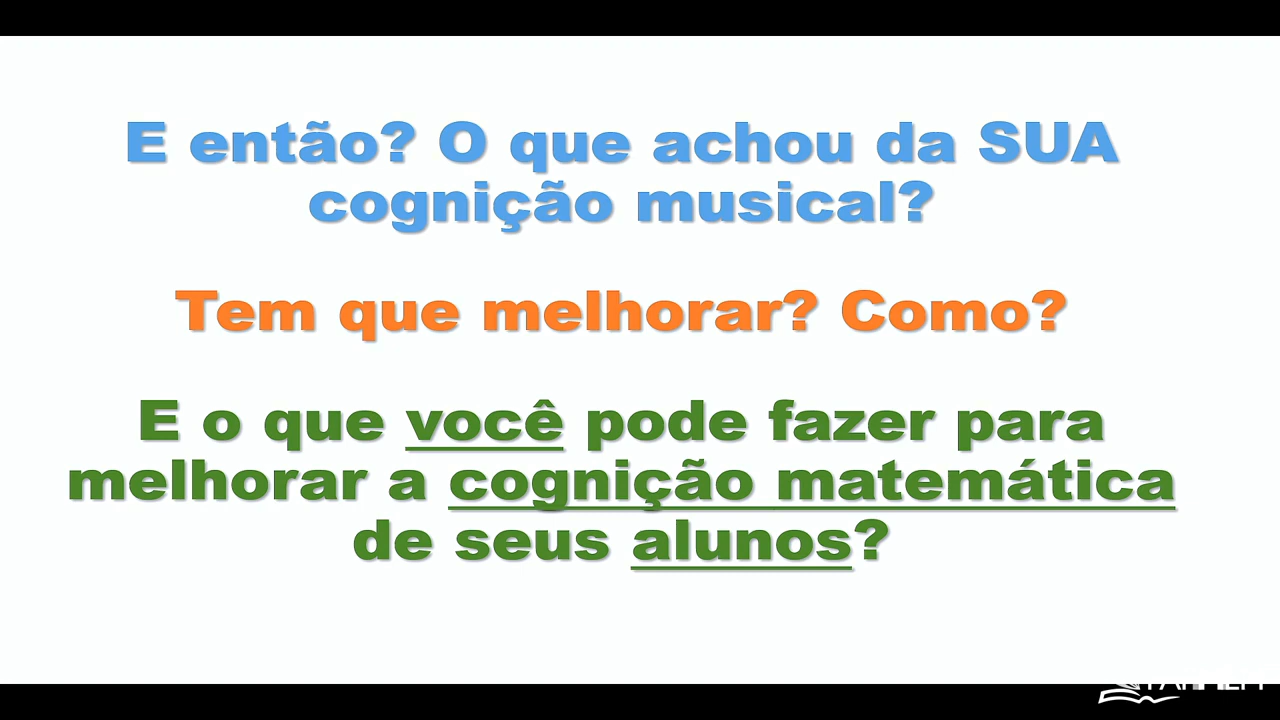 E então? O que achou da SUA
cognição musical?
Tem que melhorar? Como?
E o que você pode fazer para
melhorar a cognição matemática
de seus alunos?